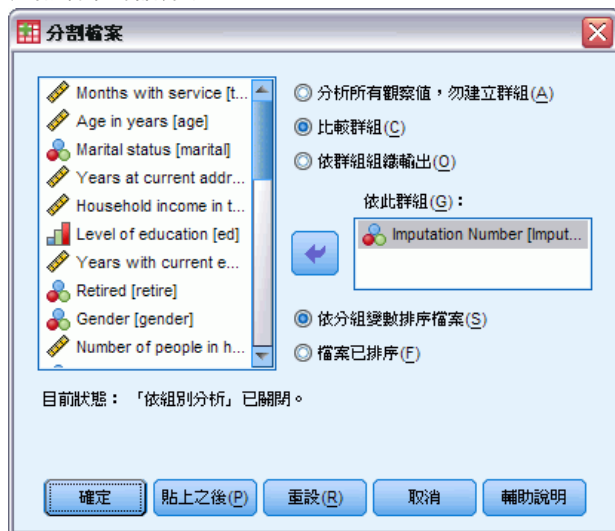 分割檔案
Months with service [t...
Age in years [age]
Marital status [marital]
Years at current addr...
Household income in t...
Level of education [ed]
Years with current e...
Retired [retire]
Gender [gender]
Number of people in h...
分析所有觀察值，勿建立群組(A)
比較群組(C)
依群組組織輸出(O)
依此群組(G)：
Imputation Number [Imput...
依分組變數排序檔案(S)
檔案已排序(F)
目前狀態：「依組別分析」已關閉。
確定
貼上之後(P)
重設(R)
取消
輔助說明